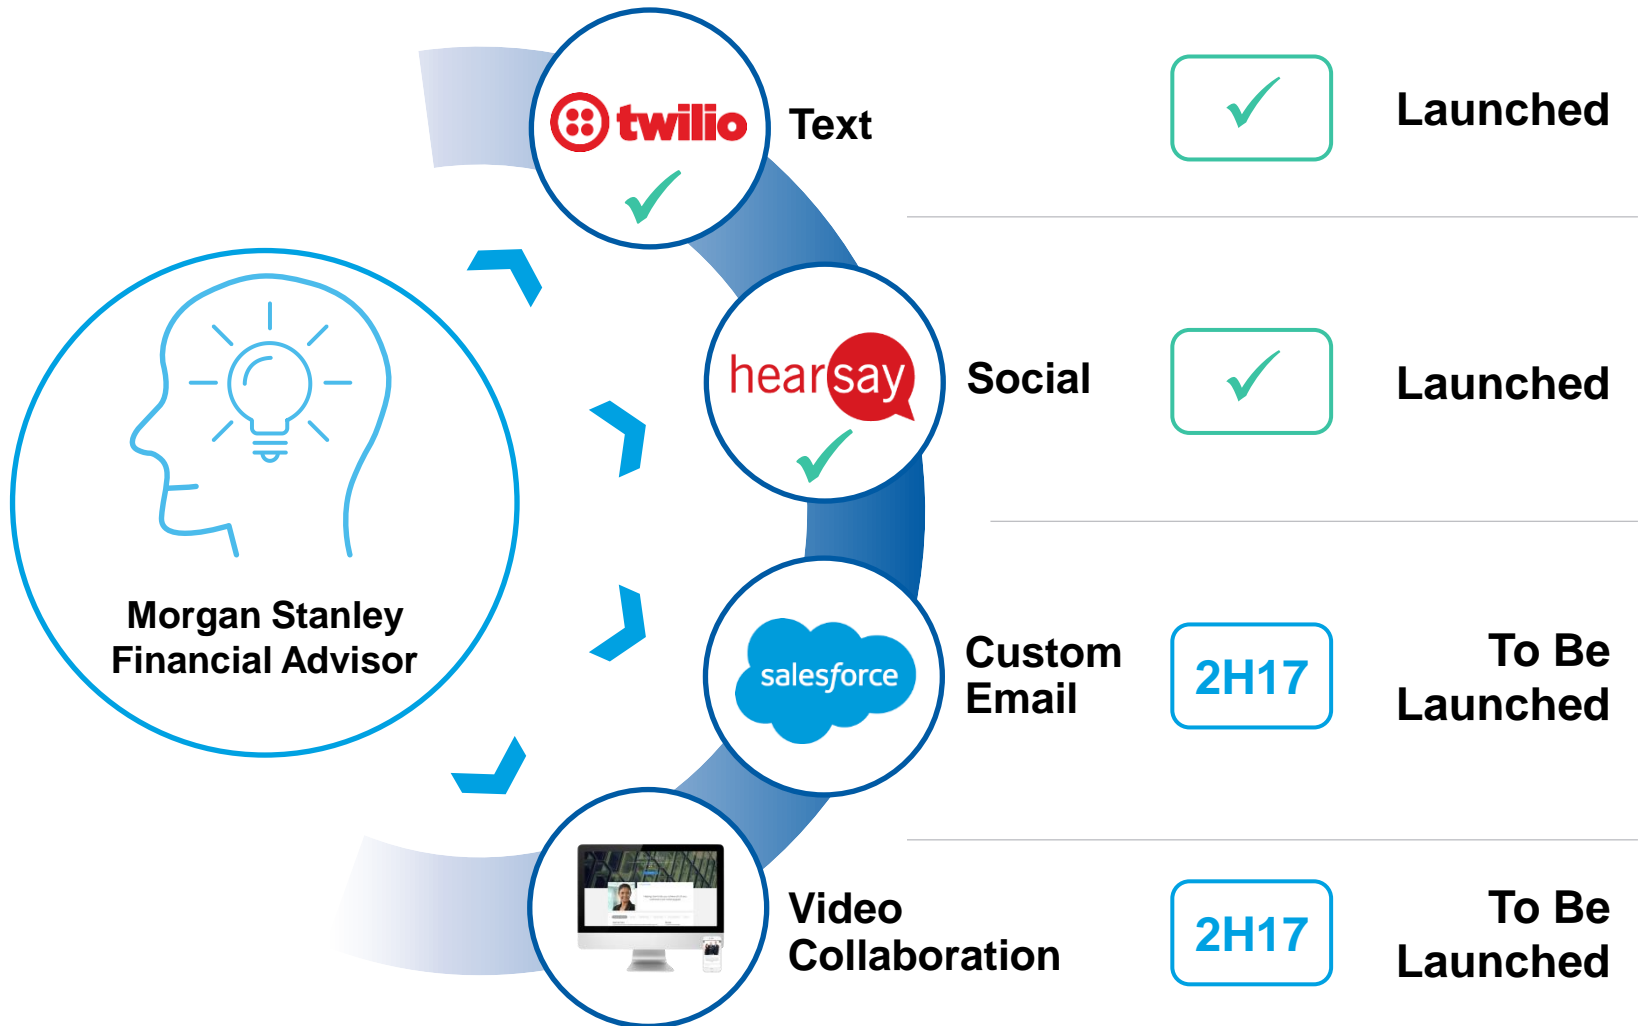 twilio
Text
Launched
hearsay
Social
Launched
Morgan Stanley
Financial Advisor
salesforce
Custom
Email
2H17
To Be
Launched
Video
Collaboration
2H17
To Be
Launched